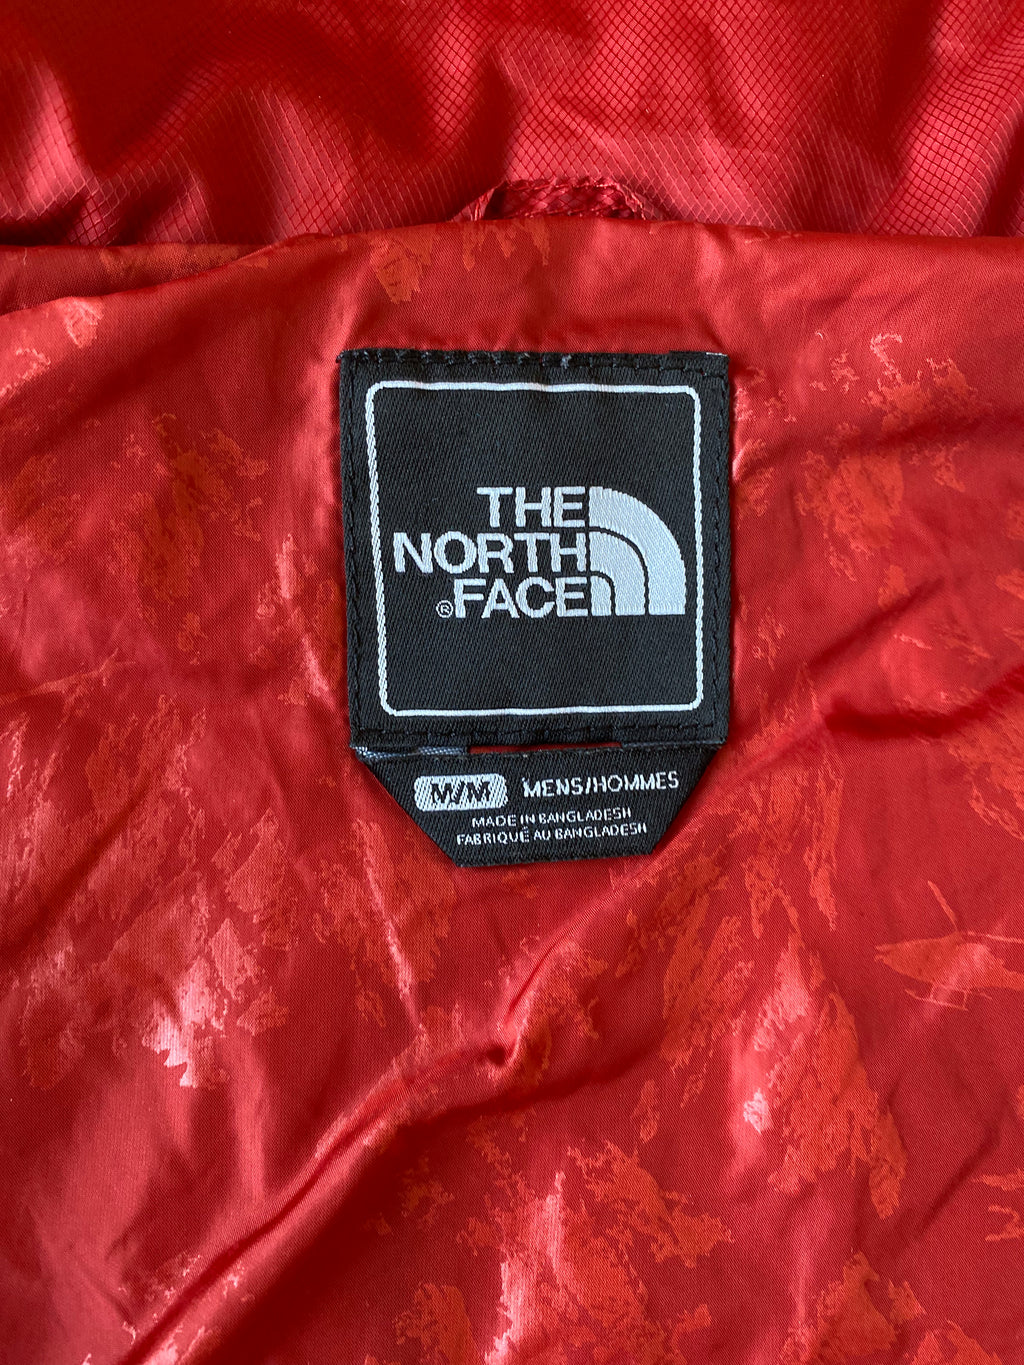 THE
NORTH
®FACE
M/M MENS/HOMMES
MADE IN BANGLADESH
FABRIQUÉ AU BANGLADESH